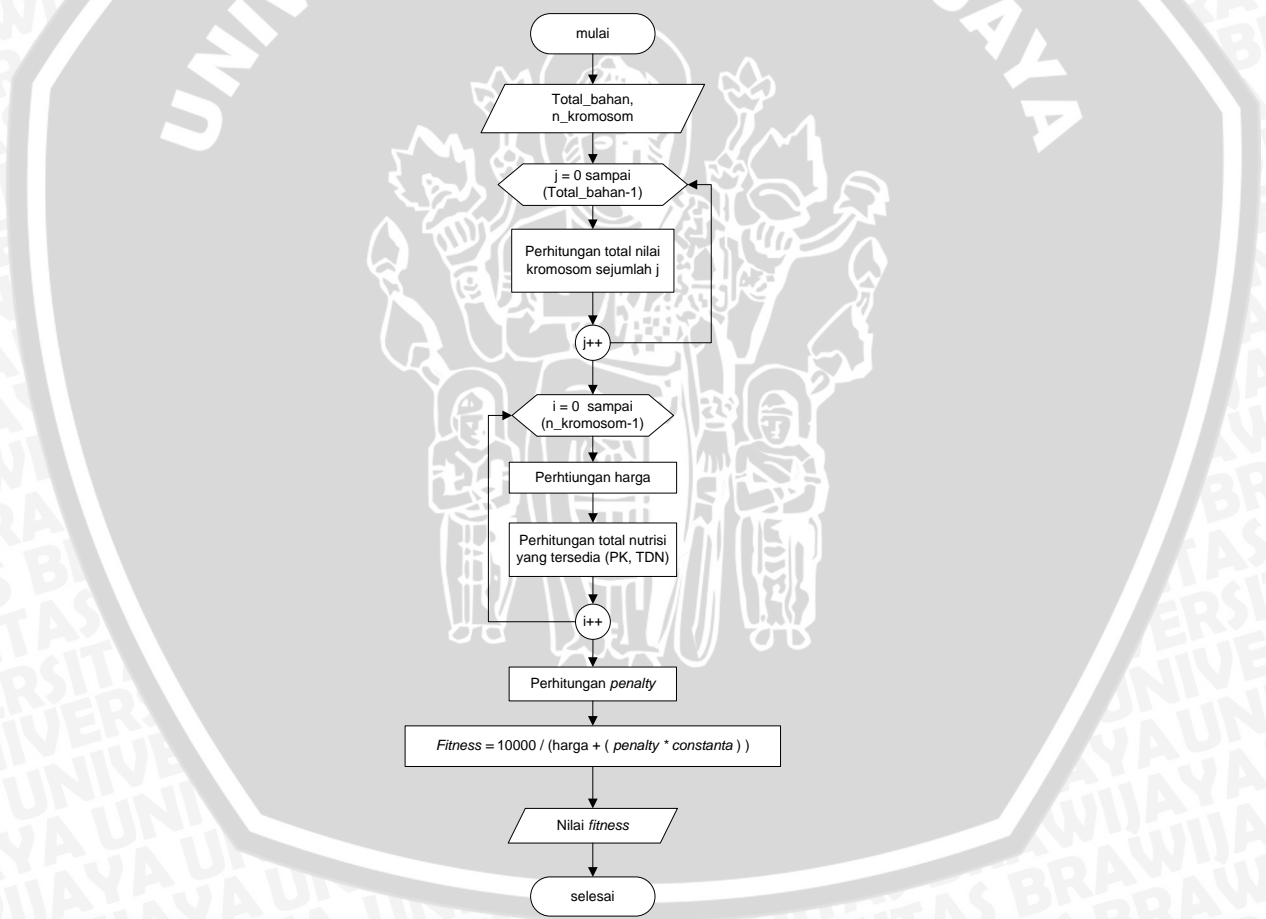 mulai
Total_bahan,
n_kromosom
j = 0 sampai
(Total_bahan-1)
Perhitungan total nilai
kromosom sejumlah j
j++
i = 0 sampai
(n_kromosom-1)
Perhtiungan harga
Perhitungan total nutrisi
yang tersedia (PK, TDN)
i++
Perhitungan penalty
Fitness = 10000 / (harga + ( penalty * constanta ) )
Nilai fitness
selesai